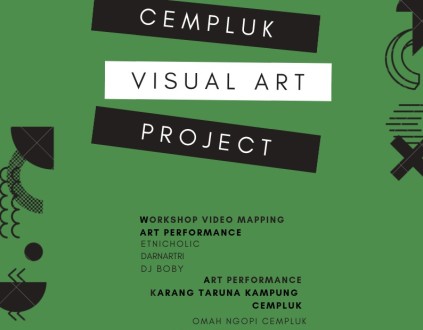 CEMPLUK
VISUAL ART
PROJECT
WORKSHOP VIDEO MAPPING
ART PERFORMANCE
ETNICHOLIC
DARNARTRI
DJ BOBY
ART PERFORMANCE
KARANG TARUNA KAMPUNG
CEMPLUK
OMAH NGOPI CEMPLUK